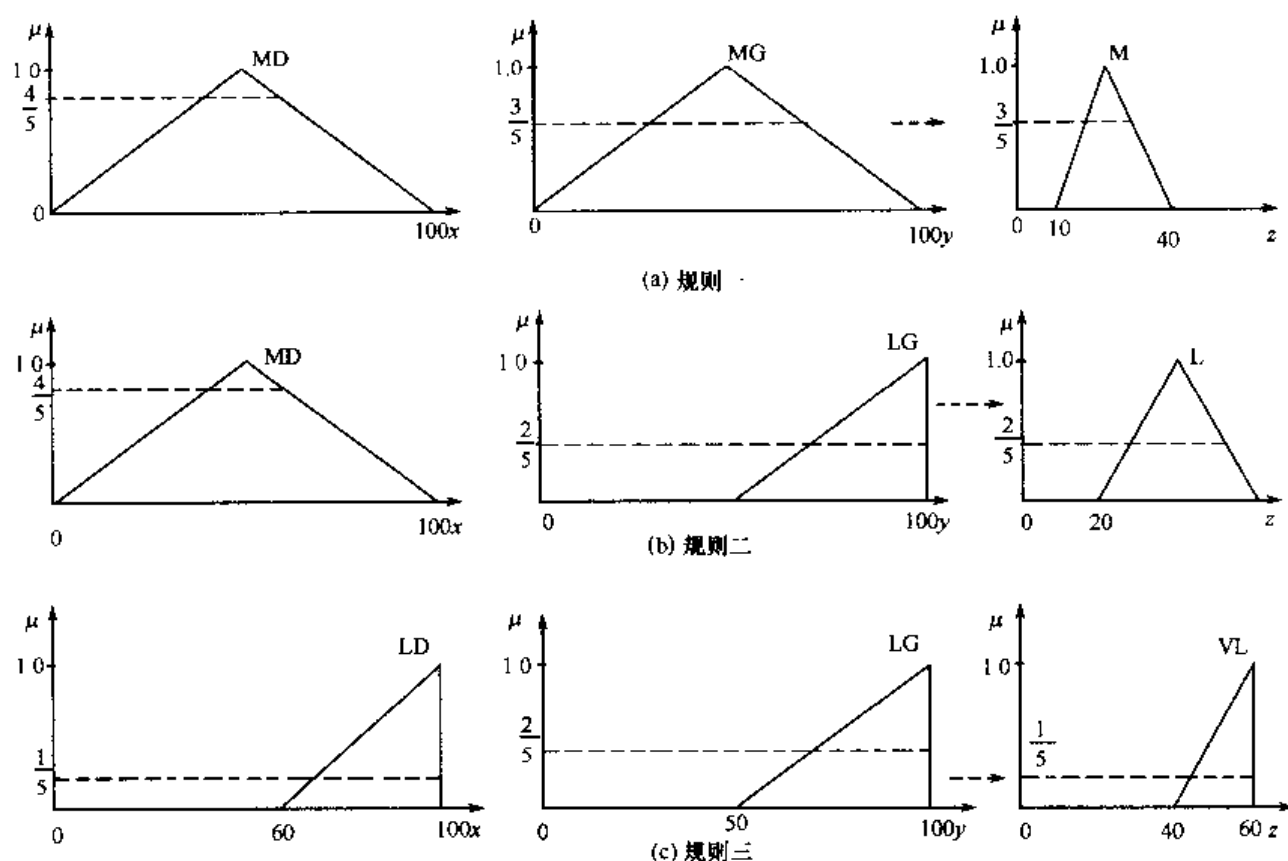 μ MD μ MG μ M
1 0 1.0 1.0
4/5 3/5 3/5
0 100x 0 100y 0 10 40 z
(a) 规则一
μ MD μ LG μ L
1 0 1 0 1.0
4/5 2/5 2/5
0 100x 0 100y 0 20 z
(b) 规则二
μ LD μ LG μ VL
1 0 1 0 1 0
1/5 2/5 1/5
0 60 100x 0 50 100y 0 40 60 z
(c) 规则三